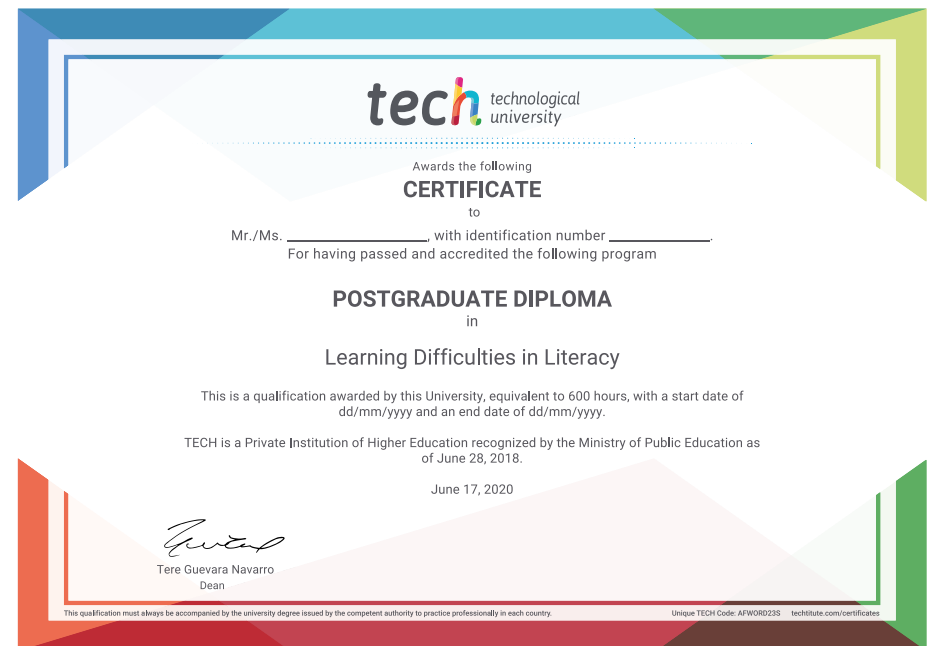 tech technological
university
Awards the following
CERTIFICATE
to
Mr./Ms. ____________________, with identification number ______________.
For having passed and accredited the following program
POSTGRADUATE DIPLOMA
in
Learning Difficulties in Literacy
This is a qualification awarded by this University, equivalent to 600 hours, with a start date of
dd/mm/yyyy and an end date of dd/mm/yyyy.
TECH is a Private Institution of Higher Education recognized by the Ministry of Public Education as
of June 28, 2018.
June 17, 2020
Tere Guevara Navarro
Dean
This qualification must always be accompanied by the university degree issued by the competent authority to practice professionally in each country. Unique TECH Code: AFWORD23S techtitute.com/certificates